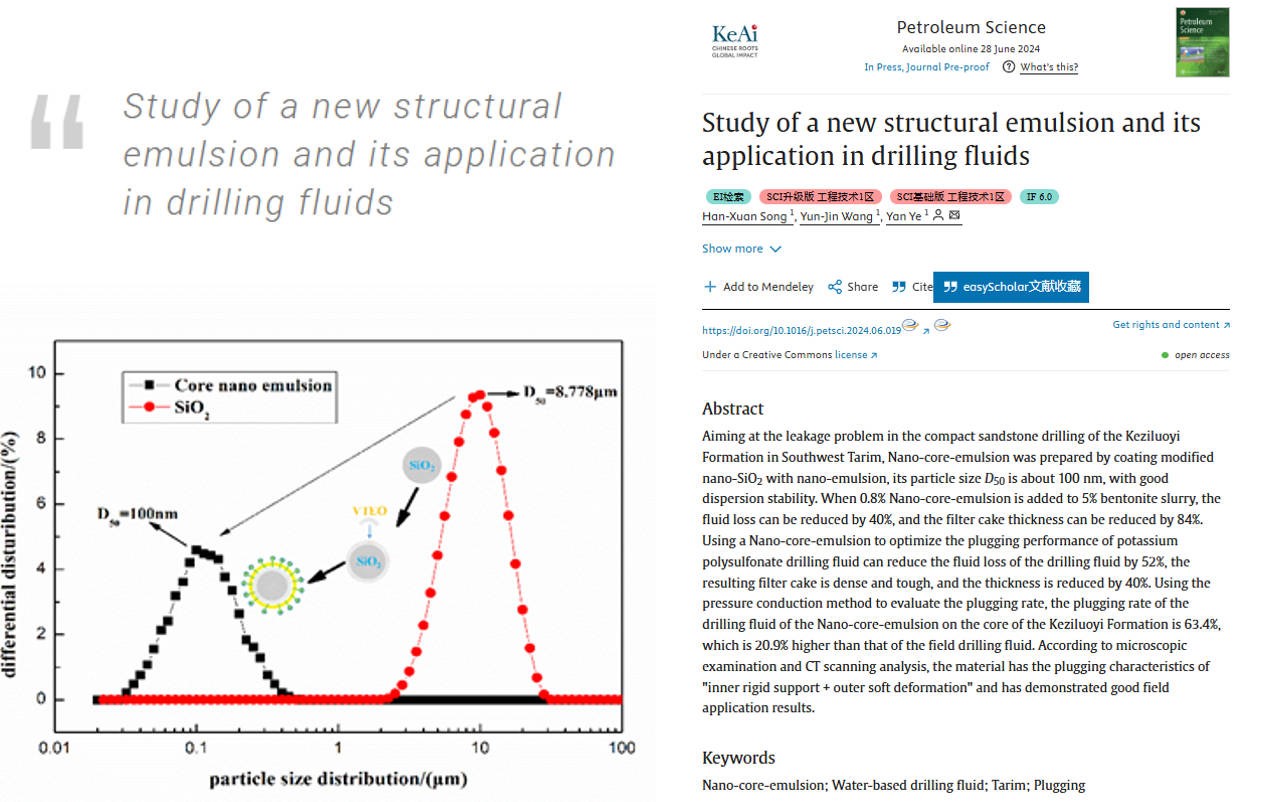 “
Study of a new structural
emulsion and its application
in drilling fluids
10
8
6
4
2
0
differential disturibution/(%)
Core nano emulsion
SiO2
D50=8.778μm
SiO2
VTEO
D50=100nm
SiO2
0.01
0.1
1
10
100
particle size distribution/(μm)
KeAi
CHINESE ROOTS
GLOBAL IMPACT
Petroleum Science
Available online 28 June 2024
In Press, Journal Pre-proof ? What's this?
Petroleum
Science
Study of a new structural emulsion and its
application in drilling fluids
EI检索 SCI升级版 工程技术1区 SCI基础版 工程技术1区 IF 6.0
Han-Xuan Song 1, Yun-Jin Wang 1, Yan Ye 1
Show more
Add to Mendeley Share Cite easyScholar文献收藏
https://doi.org/10.1016/j.petsci.2024.06.019 Get rights and content
Under a Creative Commons license open access
Abstract
Aiming at the leakage problem in the compact sandstone drilling of the Keziluoyi
Formation in Southwest Tarim, Nano-core-emulsion was prepared by coating modified
nano-SiO2 with nano-emulsion, its particle size D50 is about 100 nm, with good
dispersion stability. When 0.8% Nano-core-emulsion is added to 5% bentonite slurry, the
fluid loss can be reduced by 40%, and the filter cake thickness can be reduced by 84%.
Using a Nano-core-emulsion to optimize the plugging performance of potassium
polysulfonate drilling fluid can reduce the fluid loss of the drilling fluid by 52%, the
resulting filter cake is dense and tough, and the thickness is reduced by 40%. Using the
pressure conduction method to evaluate the plugging rate, the plugging rate of the
drilling fluid of the Nano-core-emulsion on the core of the Keziluoyi Formation is 63.4%,
which is 20.9% higher than that of the field drilling fluid. According to microscopic
examination and CT scanning analysis, the material has the plugging characteristics of
"inner rigid support + outer soft deformation" and has demonstrated good field
application results.
Keywords
Nano-core-emulsion; Water-based drilling fluid; Tarim; Plugging